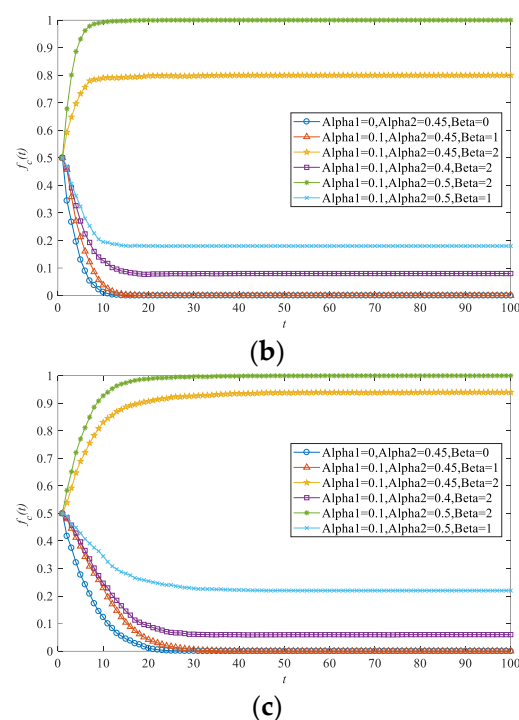 1
0.9
0.8
0.7
0.6
0.5
0.4
0.3
0.2
0.1
0
f_c(t)
Alpha1=0,Alpha2=0.45,Beta=0
Alpha1=0.1,Alpha2=0.45,Beta=1
Alpha1=0.1,Alpha2=0.45,Beta=2
Alpha1=0.1,Alpha2=0.4,Beta=2
Alpha1=0.1,Alpha2=0.5,Beta=2
Alpha1=0.1,Alpha2=0.5,Beta=1
0 10 20 30 40 50 60 70 80 90 100
t
(b)
1
0.9
0.8
0.7
0.6
0.5
0.4
0.3
0.2
0.1
0
f_c(t)
Alpha1=0,Alpha2=0.45,Beta=0
Alpha1=0.1,Alpha2=0.45,Beta=1
Alpha1=0.1,Alpha2=0.45,Beta=2
Alpha1=0.1,Alpha2=0.4,Beta=2
Alpha1=0.1,Alpha2=0.5,Beta=2
Alpha1=0.1,Alpha2=0.5,Beta=1
0 10 20 30 40 50 60 70 80 90 100
t
(c)